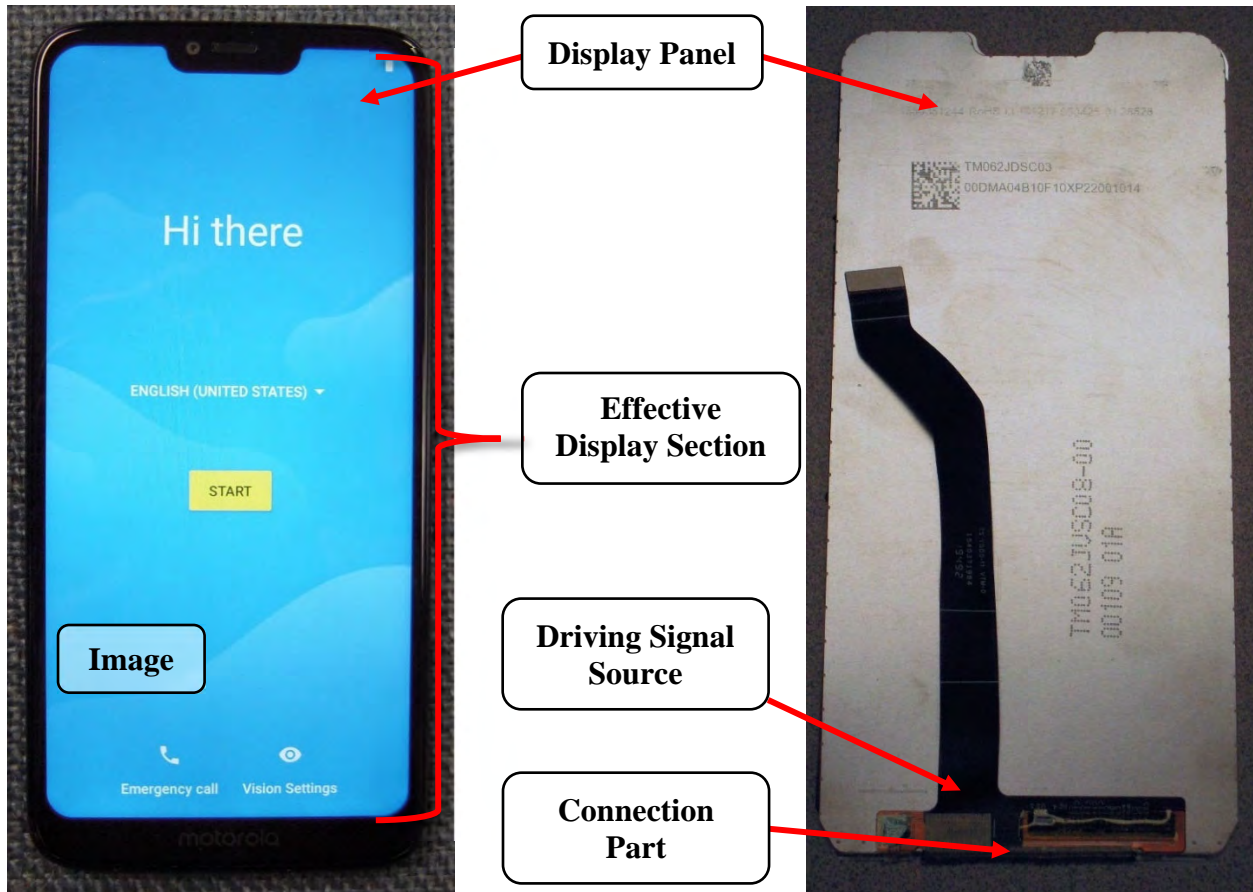 Display Panel
Hi there
TM062JDSC03
00DMA04B10F10XP22001014
ENGLISH (UNITED STATES)
Effective
Display Section
START
TM062JVSC08-00
00109 01A
Driving Signal
Source
Image
Connection
Part
Emergency call Vision Settings
motorola